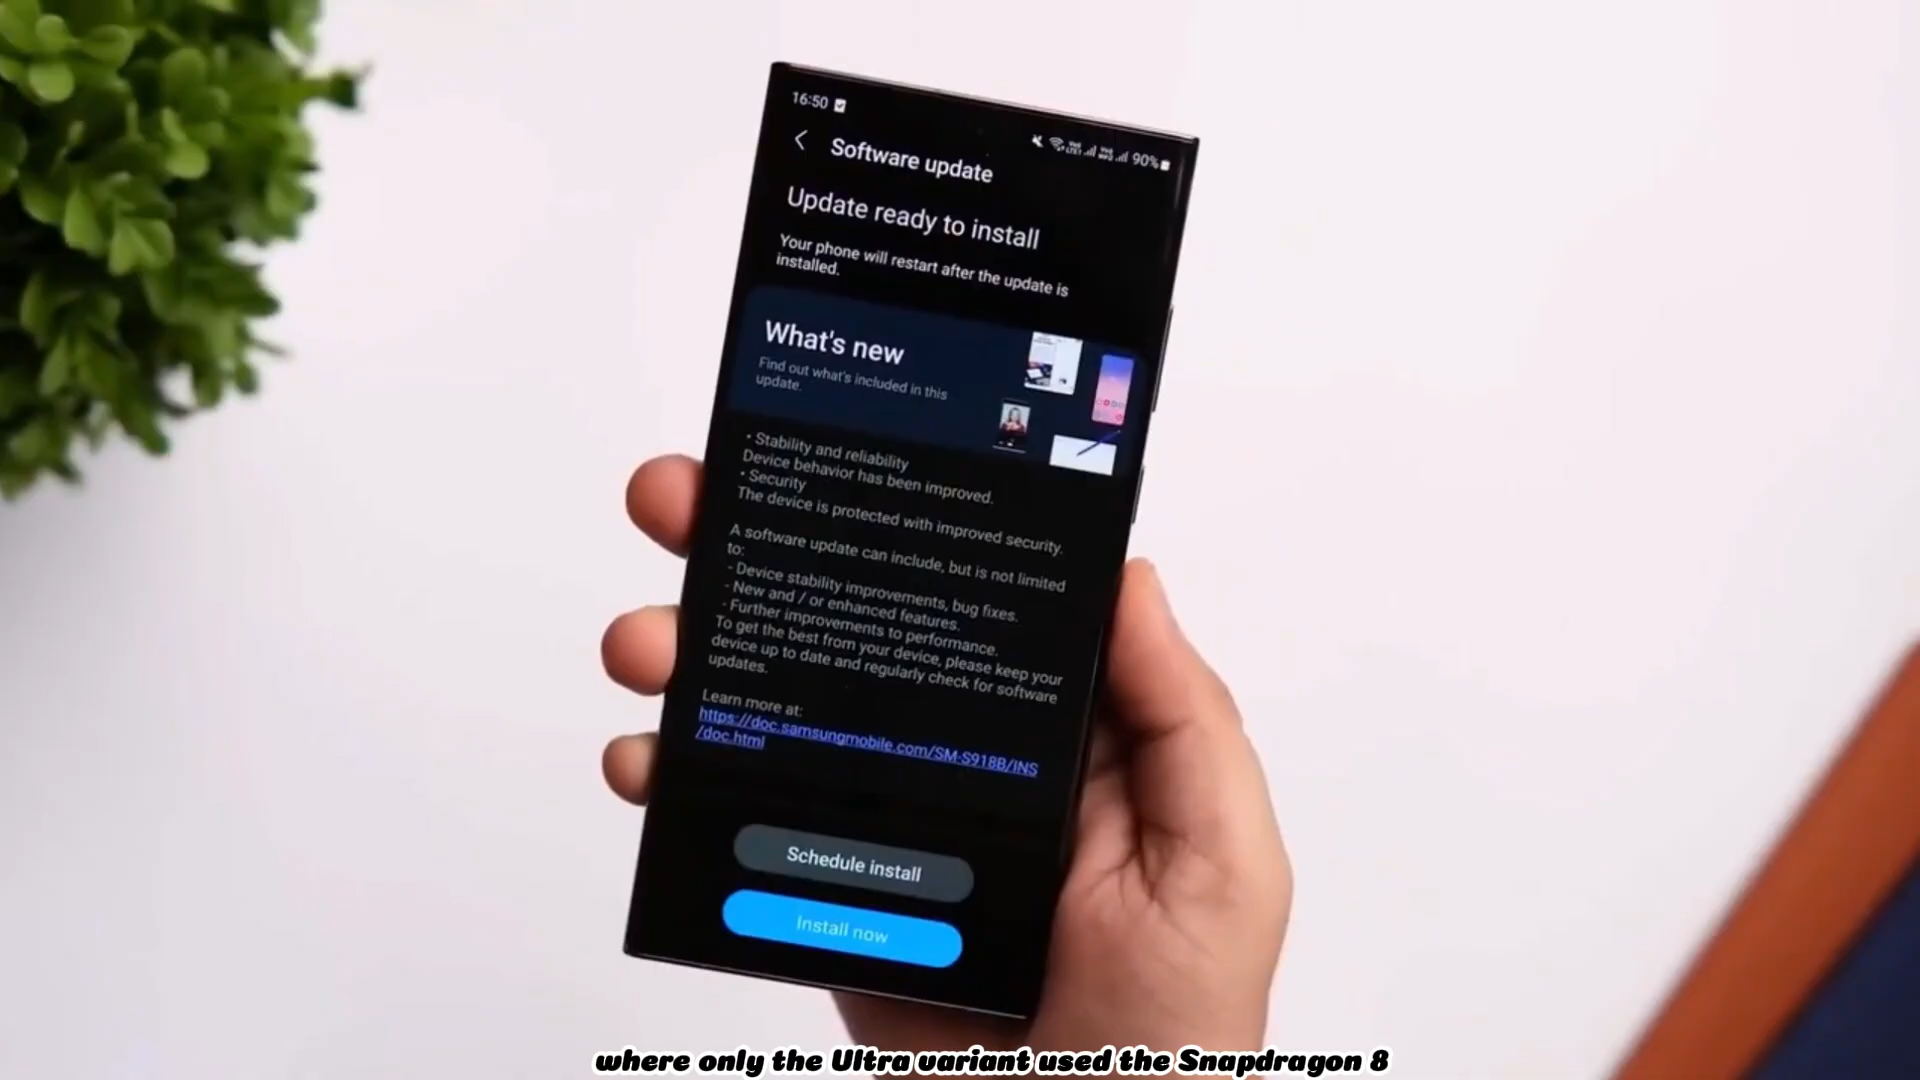 16:50
90%
Software update
Update ready to install
Your phone will restart after the update is
installed.
What's new
Find out what's included in this
update.
• Stability and reliability
Device behavior has been improved.
• Security
The device is protected with improved security.
A software update can include, but is not limited
to:
- Device stability improvements, bug fixes.
- New and / or enhanced features.
- Further improvements to performance.
To get the best from your device, please keep your
device up to date and regularly check for software
updates.
Learn more at:
https://doc.samsungmobile.com/SM-S918B/INS
/doc.html
Schedule install
Install now
where only the Ultra variant used the Snapdragon 8